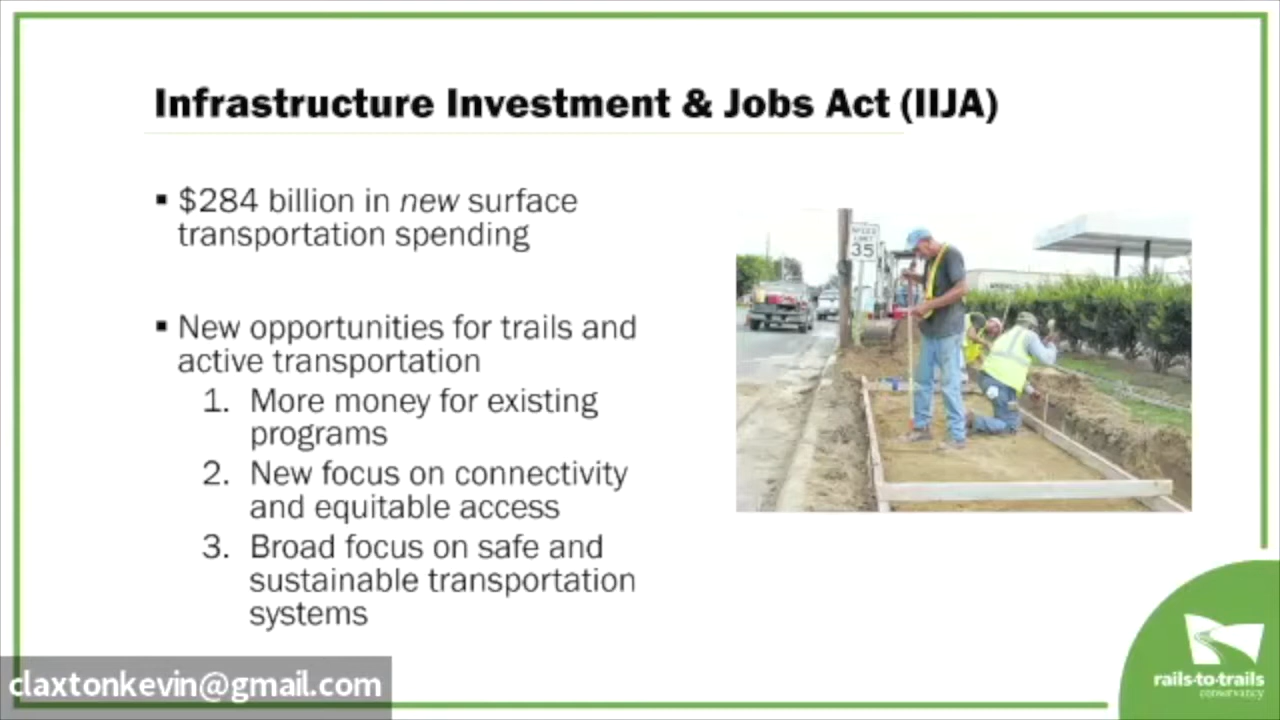 Infrastructure Investment & Jobs Act (IIJA)
▪ $284 billion in new surface
transportation spending
▪ New opportunities for trails and
active transportation
1. More money for existing
programs
2. New focus on connectivity
and equitable access
3. Broad focus on safe and
sustainable transportation
systems
SPEED
LIMIT
35
claxtonkevin@gmail.com
rails-to-trails
conservancy